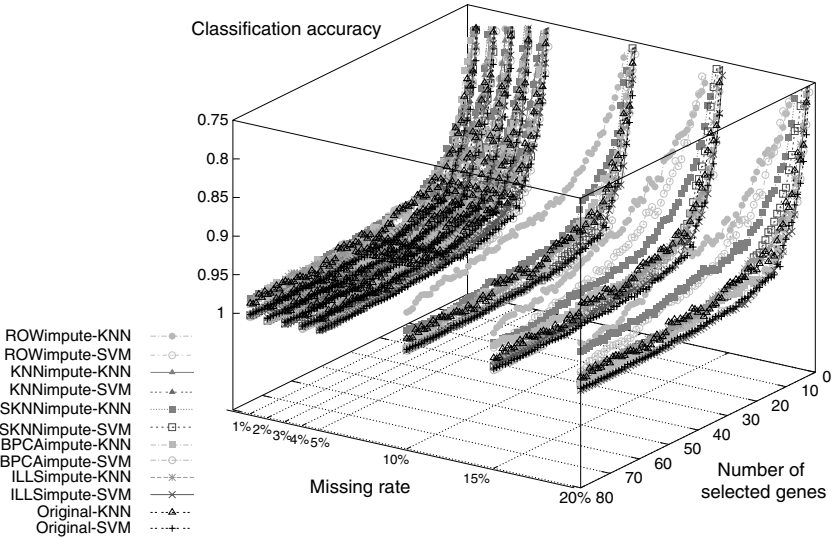 Classification accuracy
0.75
0.8
0.85
0.9
0.95
1
ROWimpute-KNN
ROWimpute-SVM
KNNimpute-KNN
KNNimpute-SVM
SKNNimpute-KNN
SKNNimpute-SVM
BPCAimpute-KNN
BPCAimpute-SVM
ILLSimpute-KNN
ILLSimpute-SVM
Original-KNN
Original-SVM
1% 2% 3% 4% 5%
10%
15%
20%
Missing rate
80
70
60
50
40
30
20
10
0
Number of
selected genes